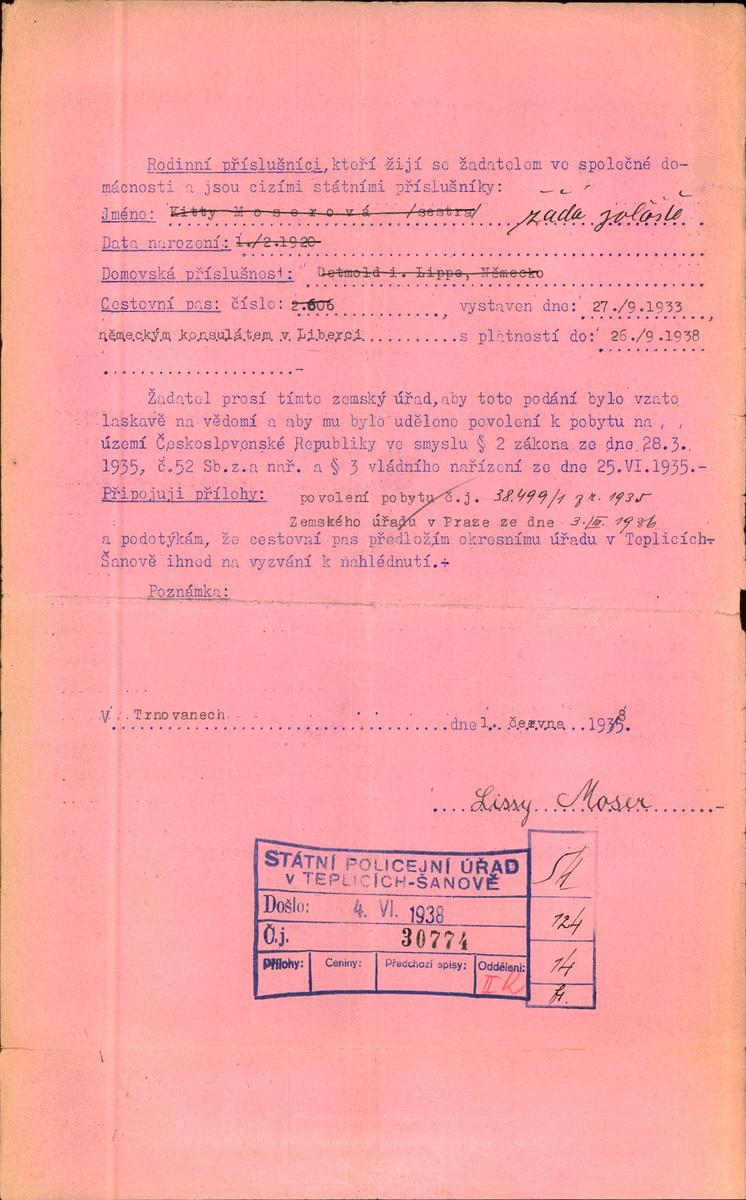 Rodinní příslušníci, kteří žijí se žadatelem ve společné do-
mácnosti a jsou cizími státními příslušníky:
Jméno: Kitty Moserová /sestra/ žádá zvláště
Data narození: 1./2.1920
Domovská příslušnost: Detmold i. Lippe, Německo
Cestovní pas: číslo: 2.606, vystaven dne: 27./9.1933,
německým konsulátem v Liberci s platností do: 26./9.1938
.-
Žadatel prosí tímto zemský úřad, aby toto podání bylo vzato
laskavě na vědomí a aby mu bylo uděleno povolení k pobytu na
území Československé Republiky ve smyslu § 2 zákona ze dne 28.3.
1935, č.52 Sb.z.a nař. a § 3 vládního nařízení ze dne 25.VI.1935.-
Připojuji přílohy: povolení pobytu č.j. 38.499/1 z r. 1935
Zemského úřadu v Praze ze dne 3.III. 1936
a podotýkám, že cestovní pas předložím okresnímu úřadu v Teplicích-
Šanově ihned na vyzvání k nahlédnutí.-
Poznámka:
V Trnovanech dne 1. června 1938.
Lissy Moser
STÁTNÍ POLICEJNÍ ÚŘAD
V TEPLICÍCH-ŠANOVĚ
Došlo: 4. VI. 1938
Č.j. 30774
Přílohy: Ceniny: Předchozí spisy: Oddělení:
II
124
14